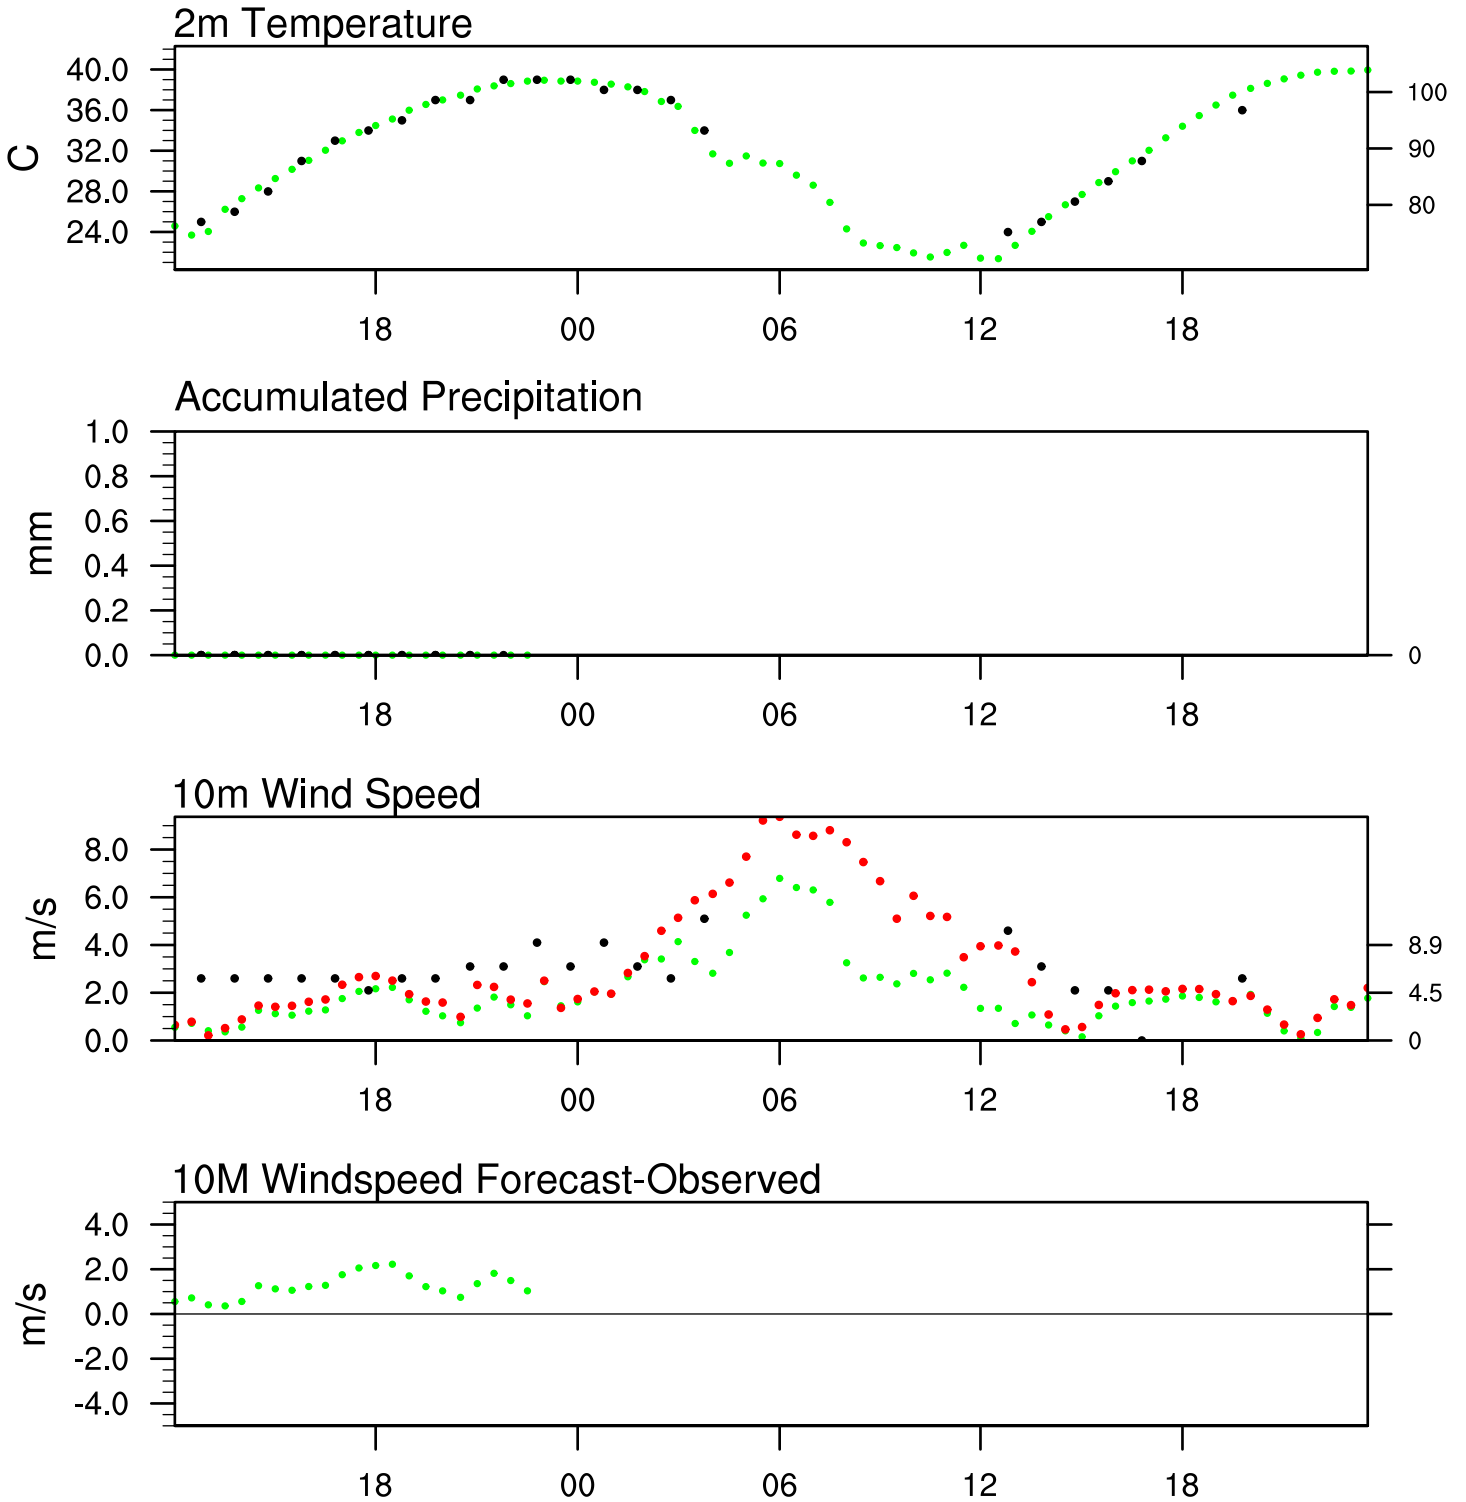 2m Temperature
40.0
36.0
32.0
28.0
24.0
C
100
90
80
18 00 06 12 18
Accumulated Precipitation
1.0
0.8
0.6
0.4
0.2
0.0
mm
0
18 00 06 12 18
10m Wind Speed
8.0
6.0
4.0
2.0
0.0
m/s
8.9
4.5
0
18 00 06 12 18
10M Windspeed Forecast-Observed
4.0
2.0
0.0
-2.0
-4.0
m/s
18 00 06 12 18